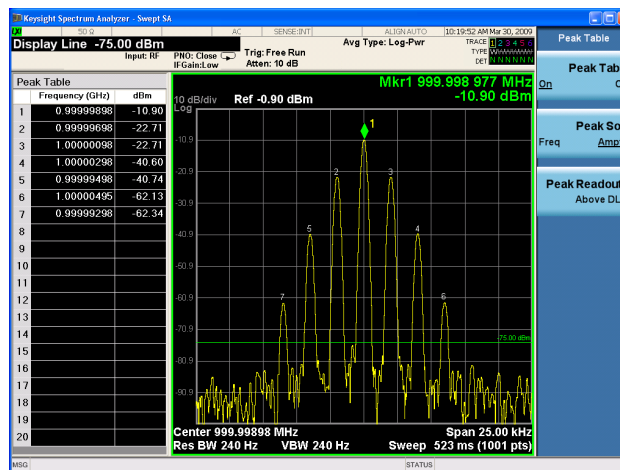 Keysight Spectrum Analyzer - Swept SA
50 Ω AC SENSE:INT ALIGN AUTO 10:19:52 AM Mar 30, 2009
Display Line -75.00 dBm
Input: RF
PNO: Close
IFGain:Low
Trig: Free Run
Atten: 10 dB
Avg Type: Log-Pwr
TRACE 1 2 3 4 5 6
TYPE
DET N N N N N N
Peak Table
Frequency (GHz) dBm
1 0.99999898 -10.90
2 0.99999698 -22.71
3 1.00000098 -22.71
4 1.00000298 -40.60
5 0.99999498 -40.74
6 1.00000495 -62.13
7 0.99999298 -62.34
8
9
10
11
12
13
14
15
16
17
18
19
20
Mkr1 999.998 977 MHz
-10.90 dBm
10 dB/div Ref -0.90 dBm
Log
-10.9
-20.9
-30.9
-40.9
-50.9
-60.9
-70.9
-80.9
-90.9
1
2
3
5
4
7
6
-75.00 dBm
Center 999.99898 MHz Span 25.00 kHz
Res BW 240 Hz VBW 240 Hz Sweep 523 ms (1001 pts)
MSG STATUS
Peak Table
Peak Tab
On
Peak So
Freq Amp
Peak Readout
Above DL